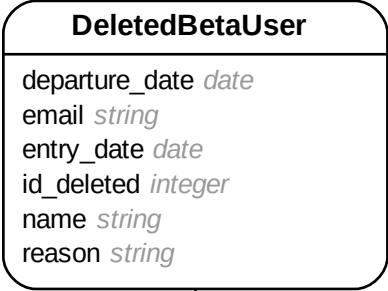 DeletedBetaUser
departure_date date
email string
entry_date date
id_deleted integer
name string
reason string